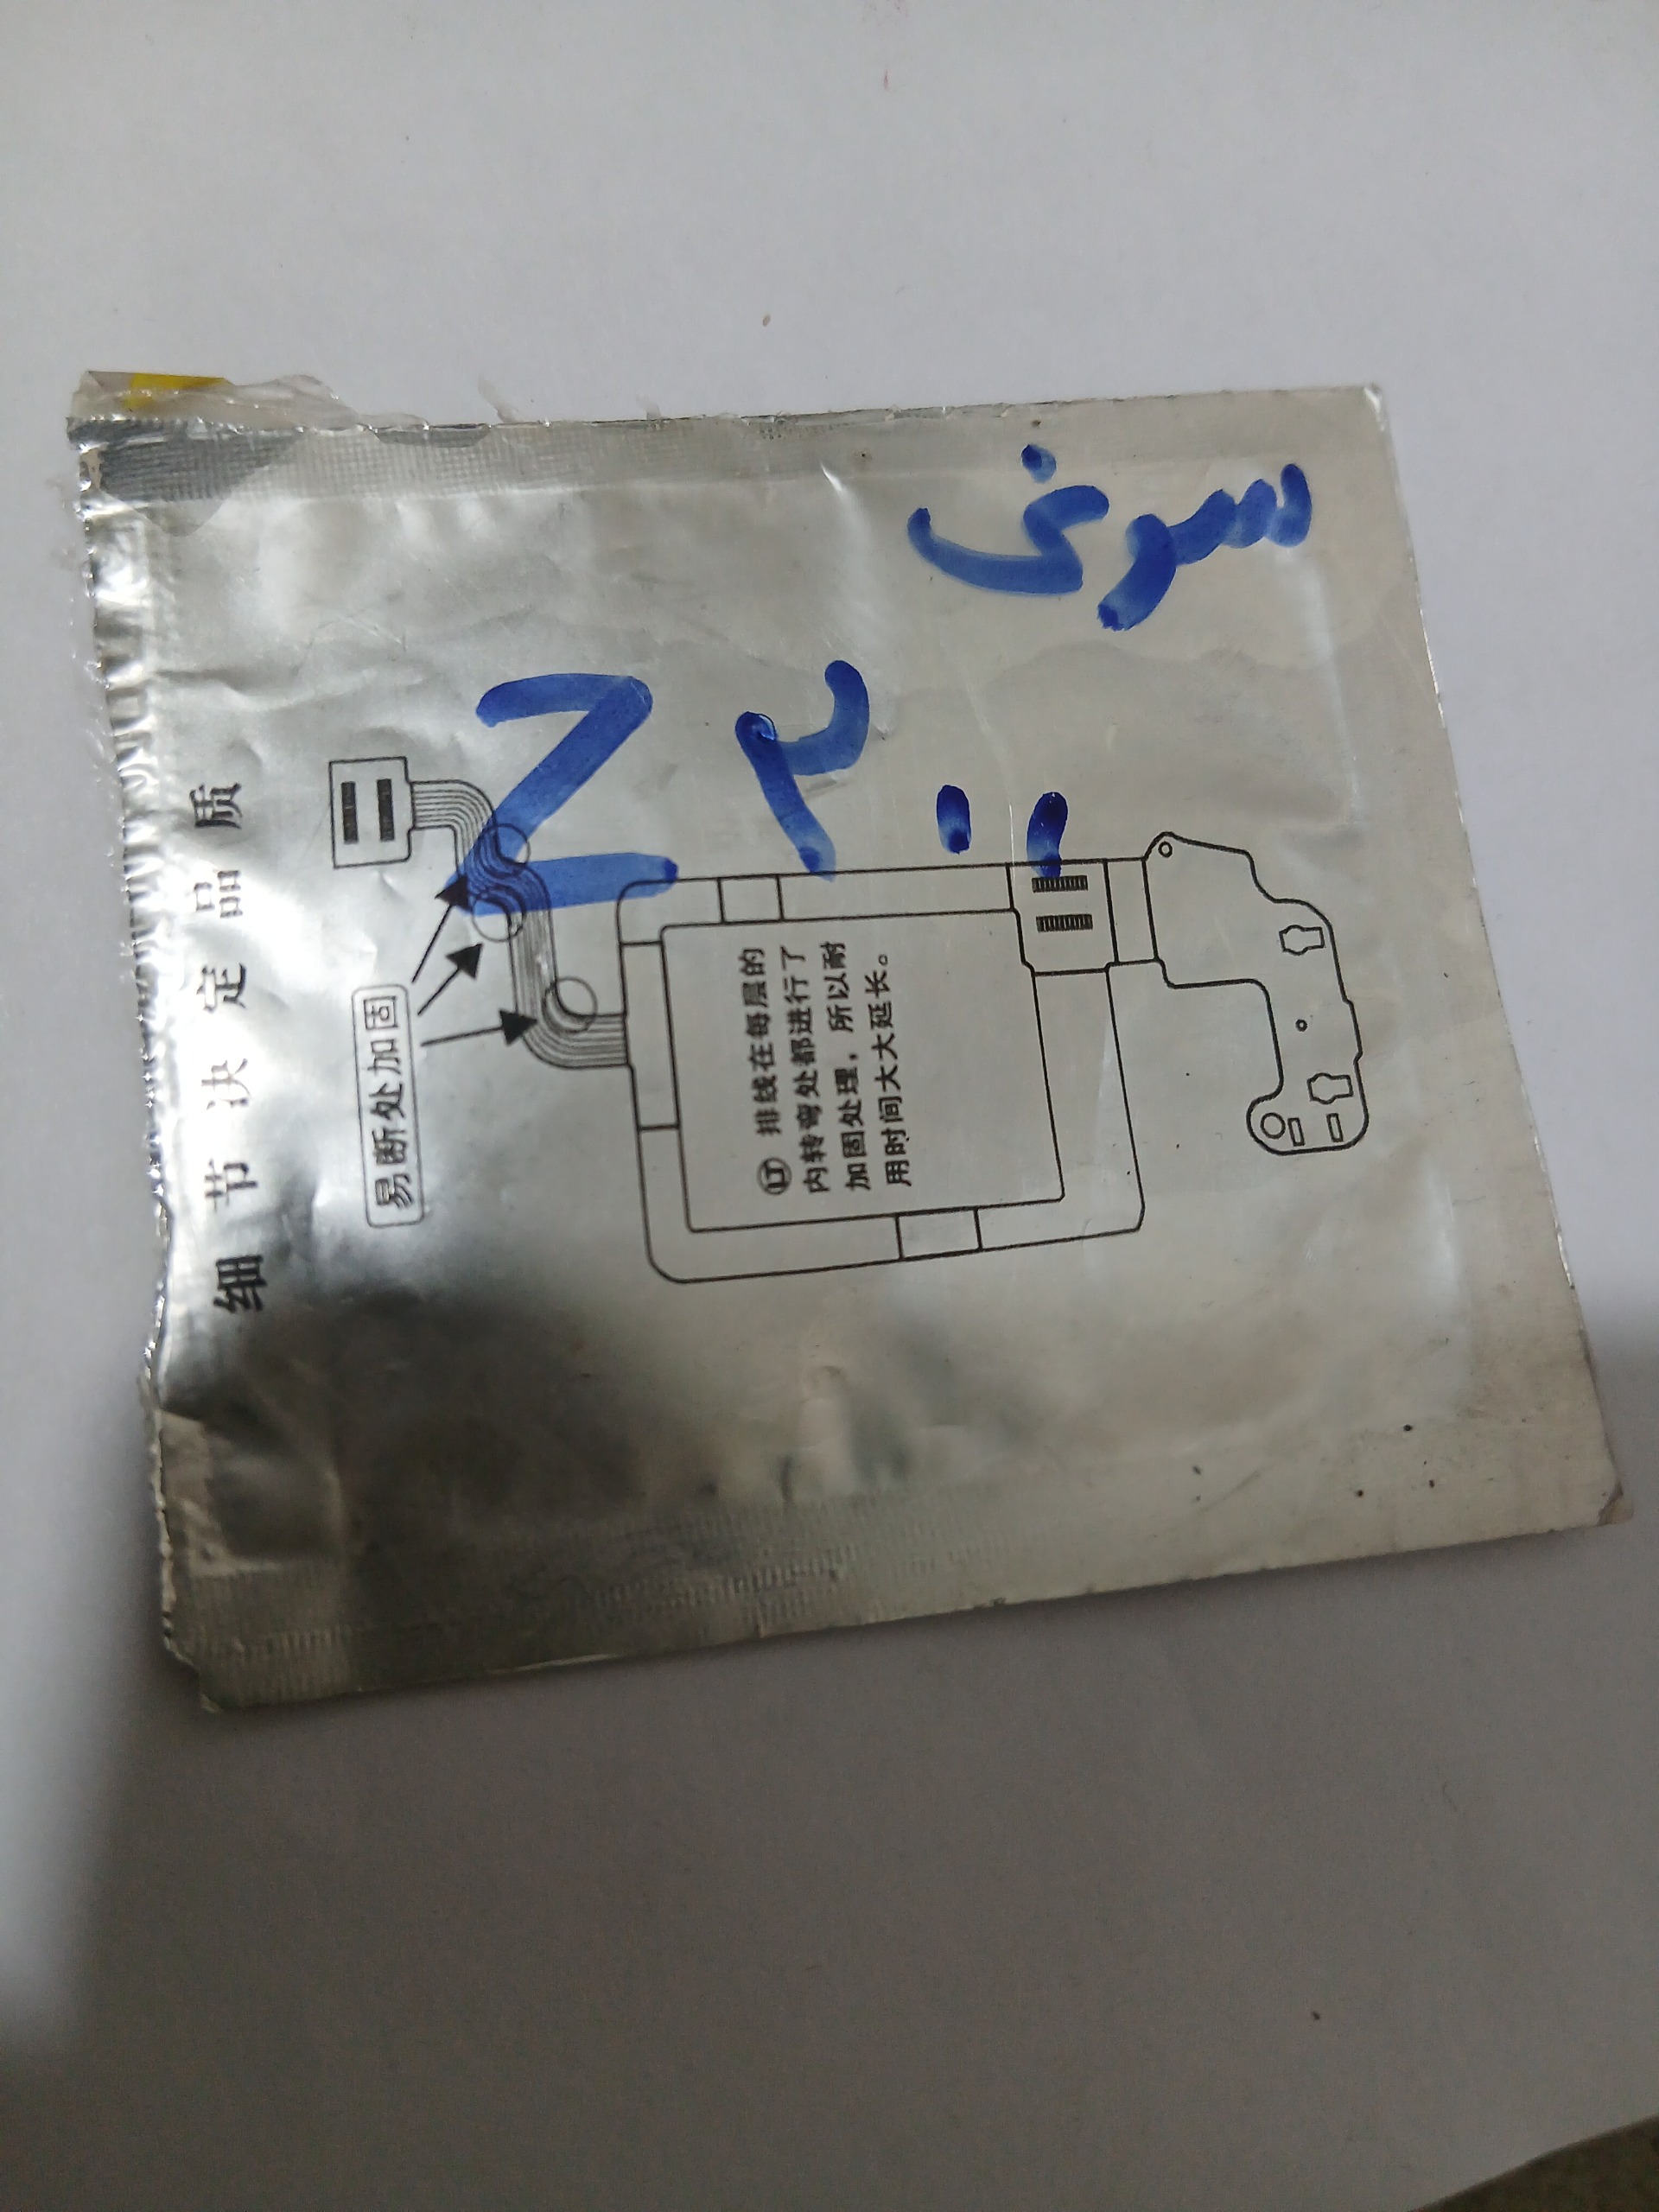 سونی
Z۲۰۰
细节决定品质
易断处加固
LT 排线在每层的
内转弯处都进行了
加固处理，所以耐
用时间大大延长。